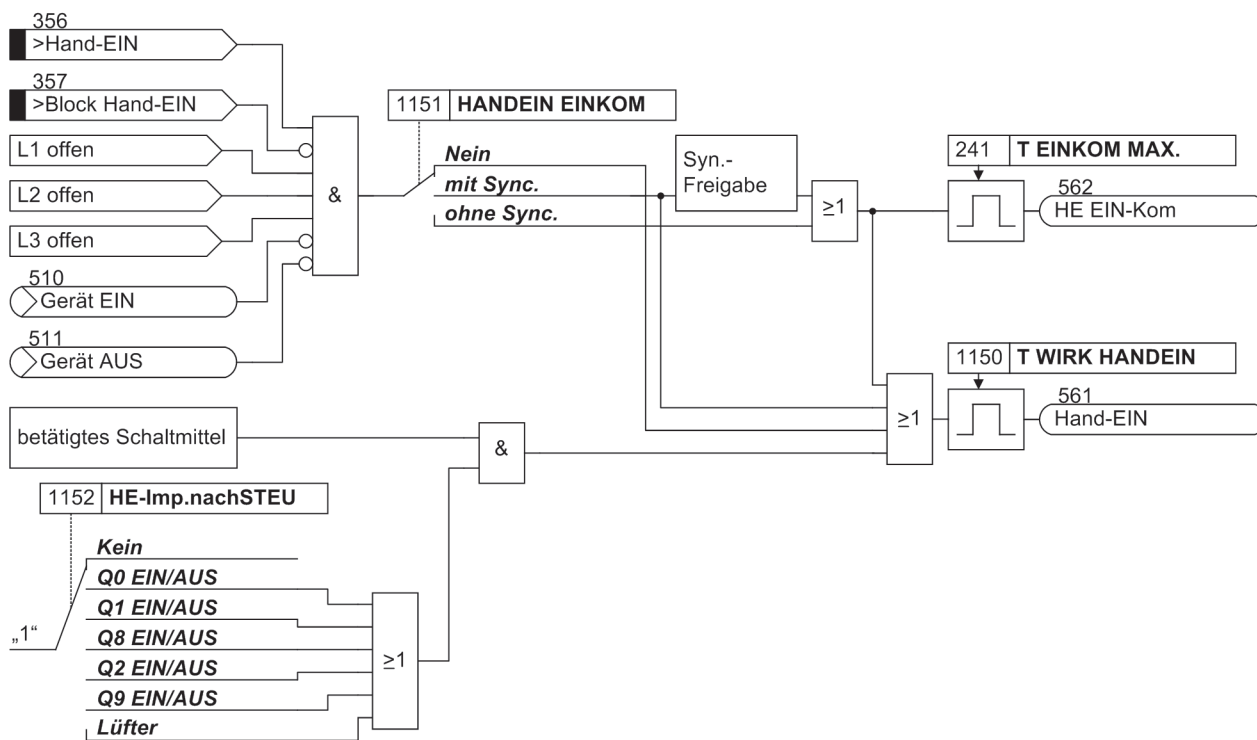 356
>Hand-EIN
357
>Block Hand-EIN
L1 offen
L2 offen
L3 offen
510
Gerät EIN
511
Gerät AUS
&
1151 HANDEIN EINKOM
Nein
mit Sync.
ohne Sync.
Syn.-
Freigabe
≥1
241 T EINKOM MAX.
562
HE EIN-Kom
1150 T WIRK HANDEIN
≥1
561
Hand-EIN
betätigtes Schaltmittel
&
1152 HE-Imp.nachSTEU
Kein
Q0 EIN/AUS
Q1 EIN/AUS
Q8 EIN/AUS
Q2 EIN/AUS
Q9 EIN/AUS
Lüfter
„1“
≥1